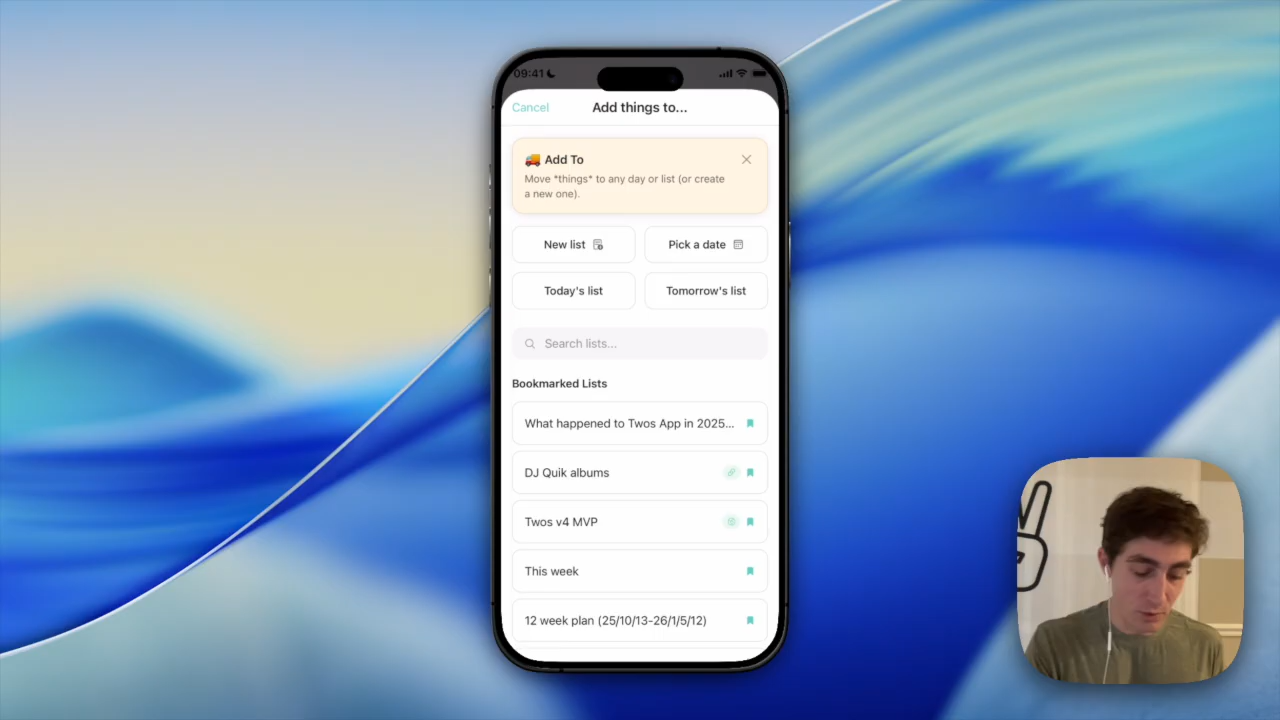 09:41
Cancel
Add things to...
Add To
Move *things* to any day or list (or create
a new one).
New list
Pick a date
Today's list
Tomorrow's list
Search lists...
Bookmarked Lists
What happened to Twos App in 2025...
DJ Quik albums
Twos v4 MVP
This week
12 week plan (25/10/13-26/1/5/12)